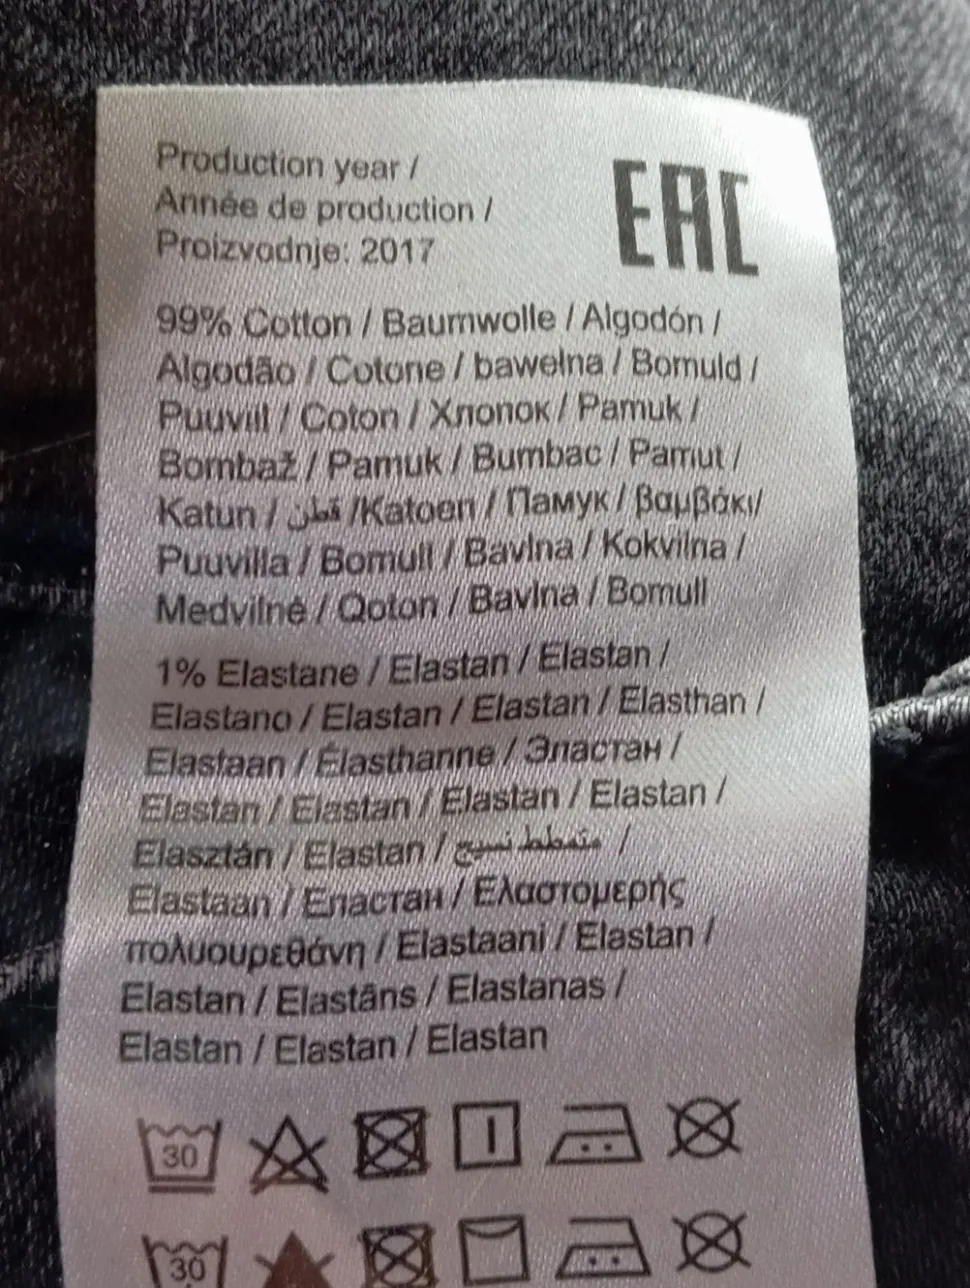 Production year /
Année de production /
Proizvodnje: 2017
EAC
99% Cotton / Baumwolle / Algodón /
Algodão / Cotone / bawełna / Bomuld /
Puuvill / Coton / Хлопок / Pamuk /
Bombaž / Pamuk / Bumbac / Pamut /
Katun / قطن /Katoen / Памук / βαμβάκι/
Puuvilla / Bomull / Bavlna / Kokvilna /
Medvilné / Qoton / Bavlna / Bomull
1% Elastane / Elastan / Elastan /
Elastano / Elastan / Elastan / Elasthan /
Elastaan / Élasthanne / Эластан /
Elastan / Elastan / Elastan / Elastan /
Elasztán / Elastan / متمطط نسيج /
Elastaan / Еластан / Ελαστομερής
πολυουρεθάνη / Elastaani / Elastan /
Elastan / Elastāns / Elastanas /
Elastan / Elastan / Elastan
30
30